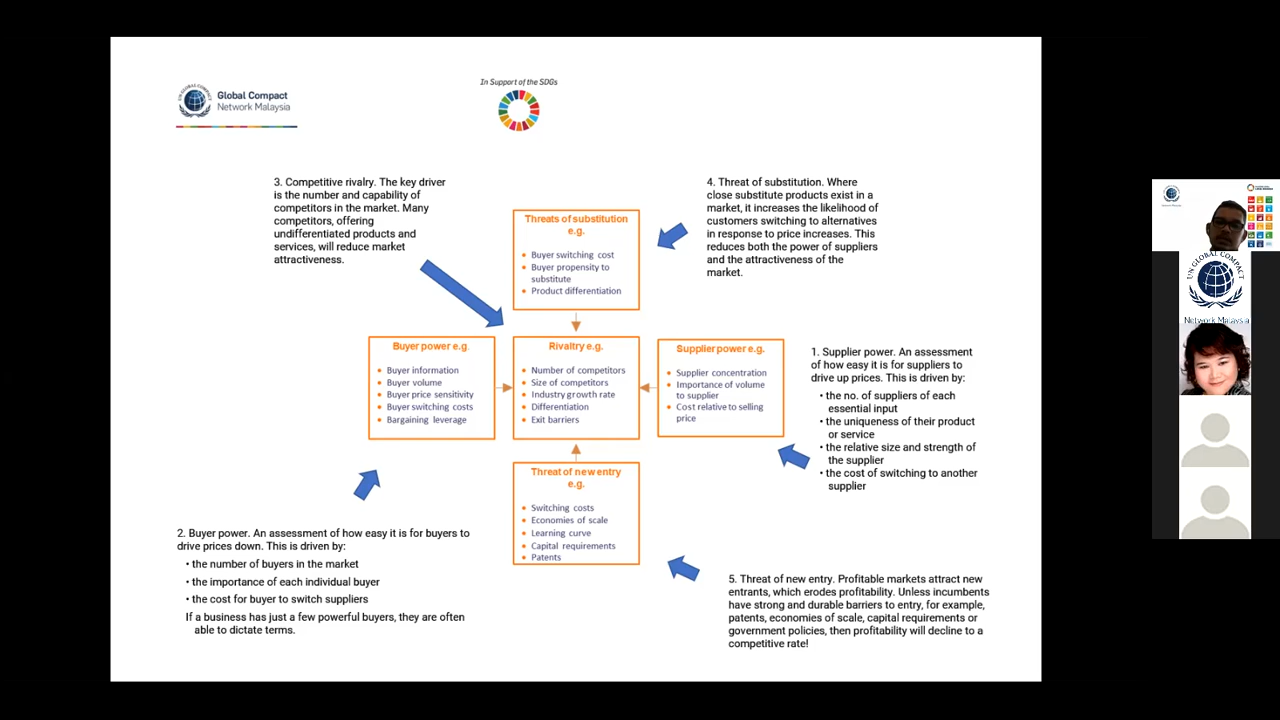 Global Compact
Network Malaysia
In Support of the SDGs
3. Competitive rivalry. The key driver
is the number and capability of
competitors in the market. Many
competitors, offering
undifferentiated products and
services, will reduce market
attractiveness.
Threats of substitution
e.g.
Buyer switching cost
Buyer propensity to
substitute
Product differentiation
4. Threat of substitution. Where
close substitute products exist in a
market, it increases the likelihood of
customers switching to alternatives
in response to price increases. This
reduces both the power of suppliers
and the attractiveness of the
market.
Buyer power e.g.
Buyer information
Buyer volume
Buyer price sensitivity
Buyer switching costs
Bargaining leverage
Rivaltry e.g.
Number of competitors
Size of competitors
Industry growth rate
Differentiation
Exit barriers
Supplier power e.g.
Supplier concentration
Importance of volume
to supplier
Cost relative to selling
price
1. Supplier power. An assessment
of how easy it is for suppliers to
drive up prices. This is driven by:
• the no. of suppliers of each
essential input
• the uniqueness of their product
or service
• the relative size and strength of
the supplier
• the cost of switching to another
supplier
Threat of new entry
e.g.
Switching costs
Economies of scale
Learning curve
Capital requirements
Patents
2. Buyer power. An assessment of how easy it is for buyers to
drive prices down. This is driven by:
• the number of buyers in the market
• the importance of each individual buyer
• the cost for buyer to switch suppliers
If a business has just a few powerful buyers, they are often
able to dictate terms.
5. Threat of new entry. Profitable markets attract new
entrants, which erodes profitability. Unless incumbents
have strong and durable barriers to entry, for example,
patents, economies of scale, capital requirements or
government policies, then profitability will decline to a
competitive rate!
UN GLOBAL COMPACT
Network Malaysia